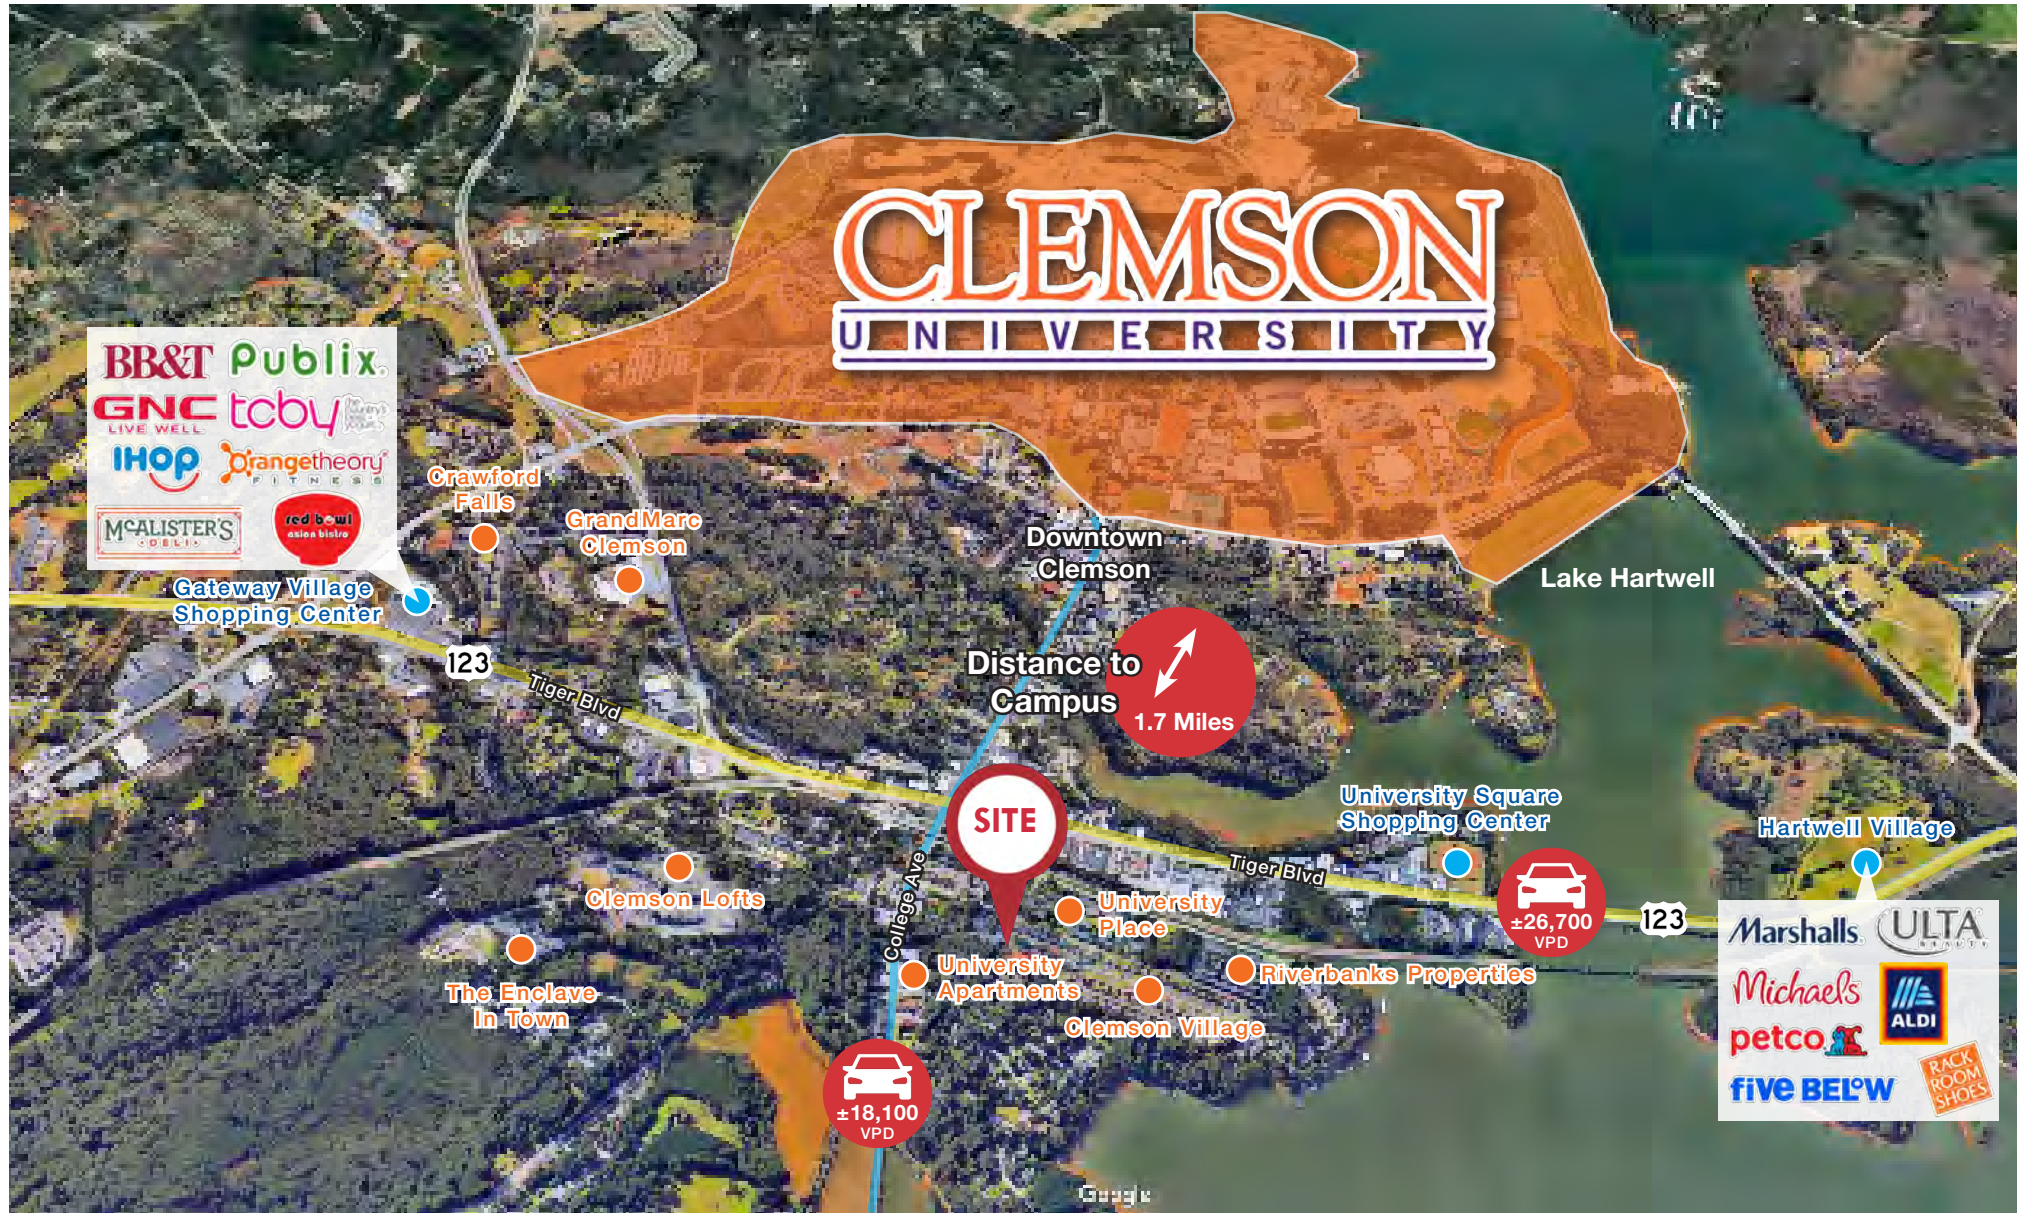 CLEMSON
UNIVERSITY
BB&T Publix.
GNC tcby
LIVE WELL
IHOP Orangetheory
FITNESS
McALISTER'S
DELI
red bowl
asian bistro
Gateway Village
Shopping Center
Crawford
Falls
GrandMarc
Clemson
123
Tiger Blvd
Downtown
Clemson
Lake Hartwell
Distance to
Campus
1.7 Miles
SITE
University Square
Shopping Center
Hartwell Village
Tiger Blvd
College Ave
Clemson Lofts
University
Place
±26,700
VPD
123
The Enclave
In Town
University
Apartments
Riverbanks Properties
Clemson Village
±18,100
VPD
Marshalls. ULTA
BEAUTY
Michaels
ALDI
petco
five BELOW
RACK
ROOM
SHOES
Google